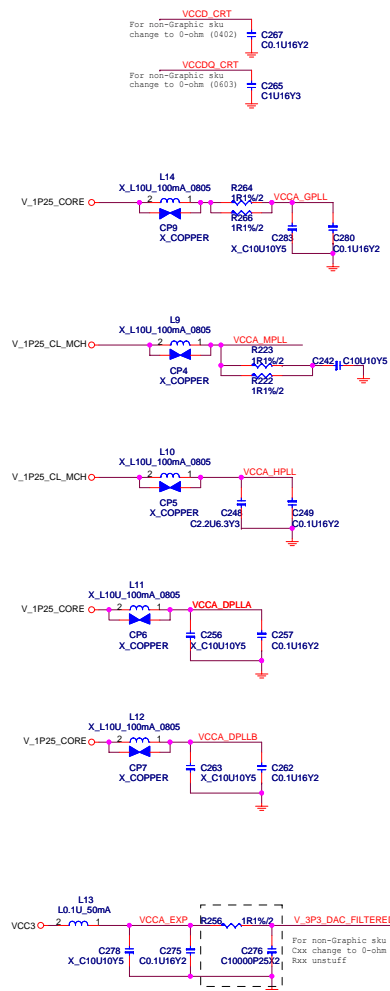 VCCD_CRT
For non-Graphic sku
change to 0-ohm (0402)
C267
C0.1U16Y2
VCCDQ_CRT
For non-Graphic sku
change to 0-ohm (0603)
C265
C1U16Y3
L14
X_L10U_100mA_0805
V_1P25_CORE
2 1
CP9
X_COPPER
R264
1R1%/2
R266
1R1%/2
VCCA_GPLL
C283
X_C10U10Y5
C280
C0.1U16Y2
L9
X_L10U_100mA_0805
V_1P25_CL_MCH
2 1
CP4
X_COPPER
VCCA_MPLL
R223
1R1%/2
R222
1R1%/2
C242
C10U10Y5
L10
X_L10U_100mA_0805
V_1P25_CL_MCH
2 1
CP5
X_COPPER
VCCA_HPLL
C248
C2.2U6.3Y3
C249
C0.1U16Y2
L11
X_L10U_100mA_0805
V_1P25_CORE
2 1
CP6
X_COPPER
VCCA_DPLLA
C256
X_C10U10Y5
C257
C0.1U16Y2
L12
X_L10U_100mA_0805
V_1P25_CORE
2 1
CP7
X_COPPER
VCCA_DPLLB
C263
X_C10U10Y5
C262
C0.1U16Y2
L13
L0.1U_50mA
VCC3
2 1
VCCA_EXP
R256
1R1%/2
V_3P3_DAC_FILTERED
C278
X_C10U10Y5
C275
C0.1U16Y2
C276
C10000P25X2
For non-Graphic sku
Cxx change to 0-ohm
Rxx unstuff